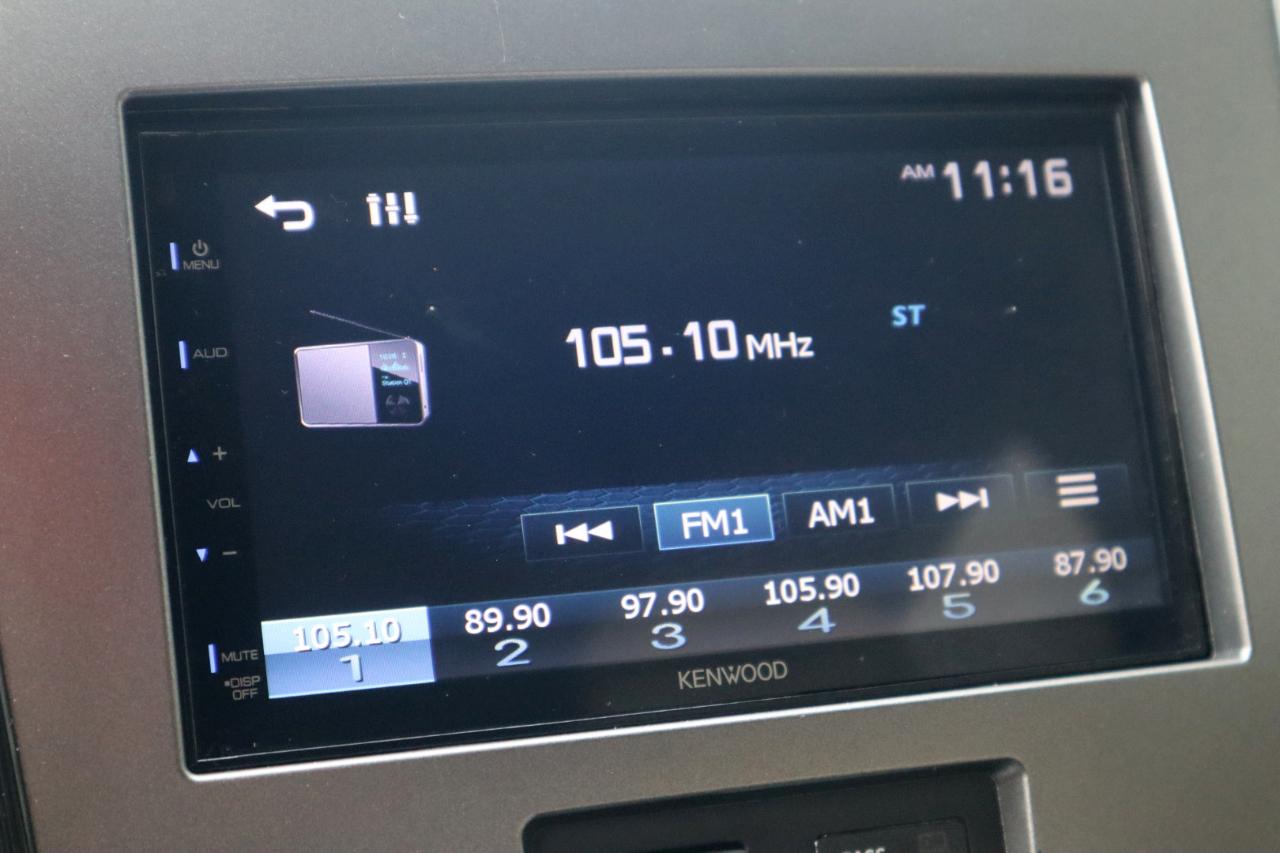 AM 11:16
MENU
AUD
105.10 MHz
ST
+
VOL
−
FM1
AM1
105.10
1
89.90
2
97.90
3
105.90
4
107.90
5
87.90
6
MUTE
•DISP
OFF
KENWOOD